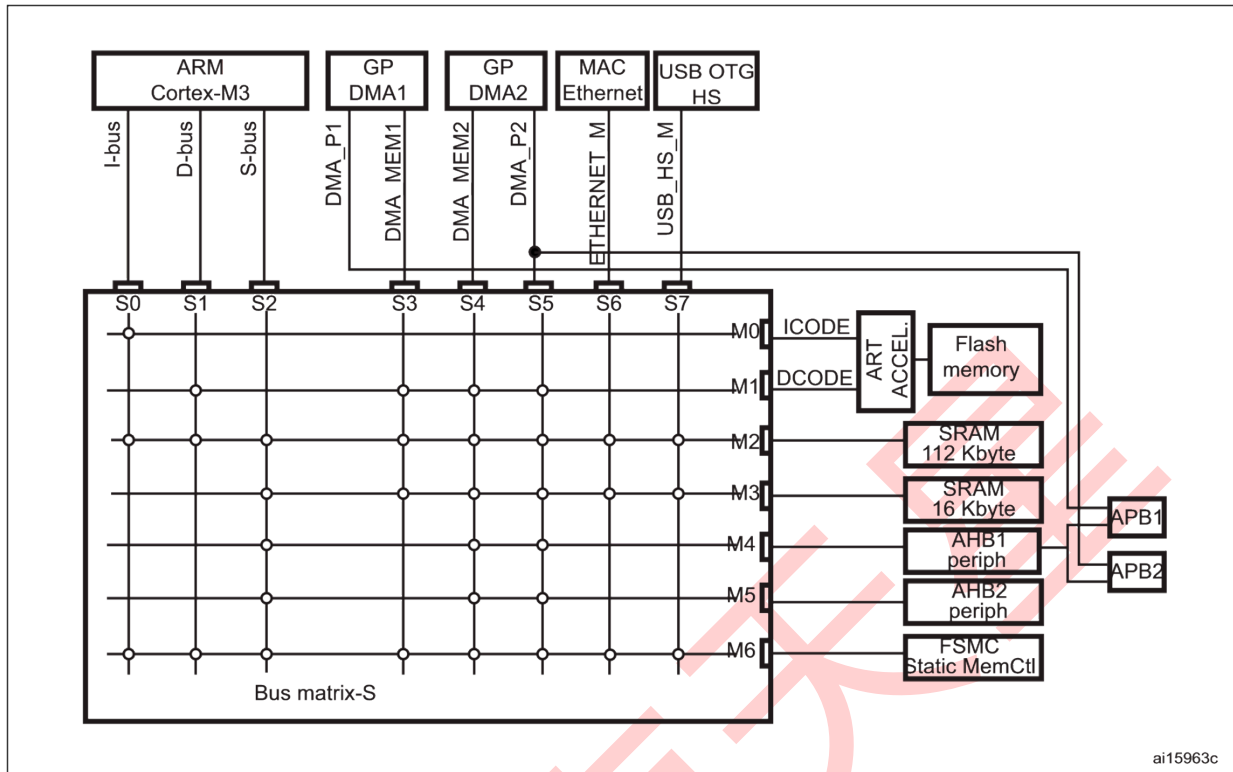 ARM
Cortex-M3
GP
DMA1
GP
DMA2
MAC
Ethernet
USB OTG
HS
I-bus
D-bus
S-bus
DMA_P1
DMA_MEM1
DMA_MEM2
DMA_P2
ETHERNET_M
USB_HS_M
S0
S1
S2
S3
S4
S5
S6
S7
M0
ICODE
ART
ACCEL.
Flash
memory
M1
DCODE
M2
SRAM
112 Kbyte
M3
SRAM
16 Kbyte
APB1
M4
AHB1
periph
APB2
M5
AHB2
periph
M6
FSMC
Static MemCtl
Bus matrix-S
ai15963c